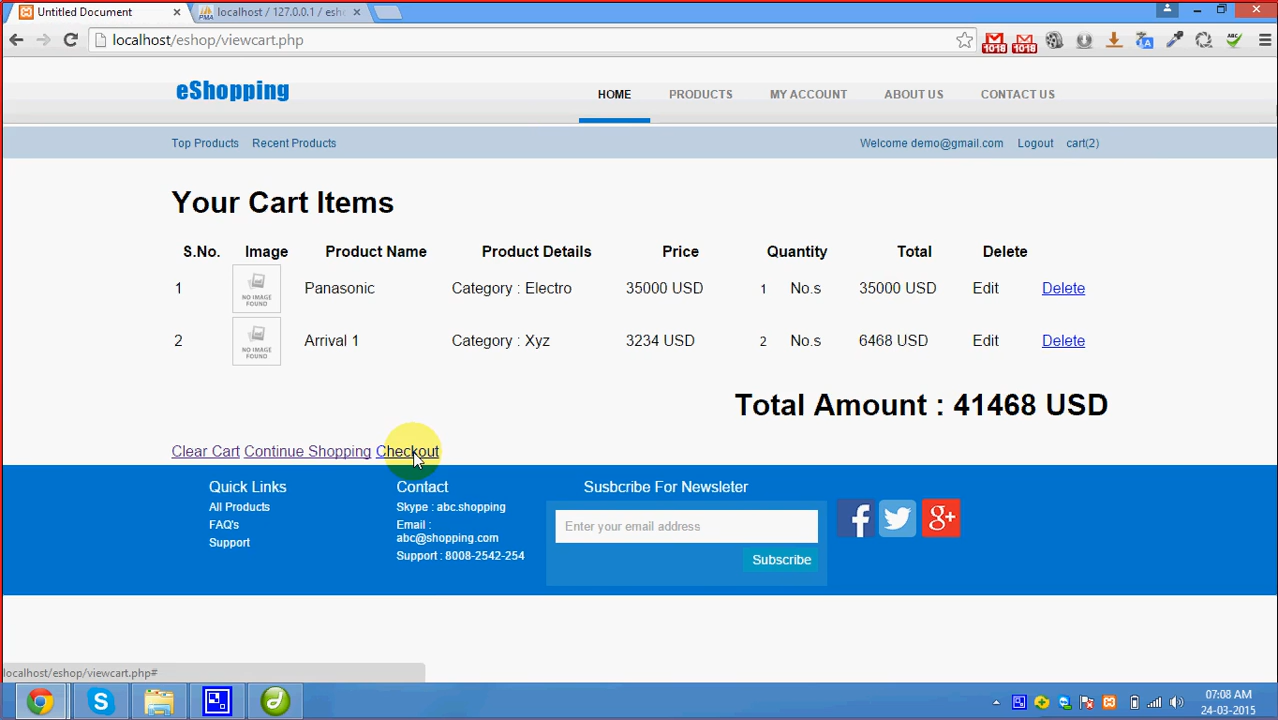 Untitled Document
localhost / 127.0.0.1 / esho
localhost/eshop/viewcart.php
1018
1018
ABC
eShopping
HOME PRODUCTS MY ACCOUNT ABOUT US CONTACT US
Top Products Recent Products Welcome demo@gmail.com Logout cart(2)
Your Cart Items
S.No. Image Product Name Product Details Price Quantity Total Delete
1 NO IMAGE FOUND Panasonic Category : Electro 35000 USD 1 No.s 35000 USD Edit Delete
2 NO IMAGE FOUND Arrival 1 Category : Xyz 3234 USD 2 No.s 6468 USD Edit Delete
Total Amount : 41468 USD
Clear Cart Continue Shopping Checkout
Quick Links
All Products
FAQ's
Support
Contact
Skype : abc.shopping
Email :
abc@shopping.com
Support : 8008-2542-254
Susbcribe For Newsleter
Enter your email address
Subscribe
localhost/eshop/viewcart.php#
07:08 AM
24-03-2015